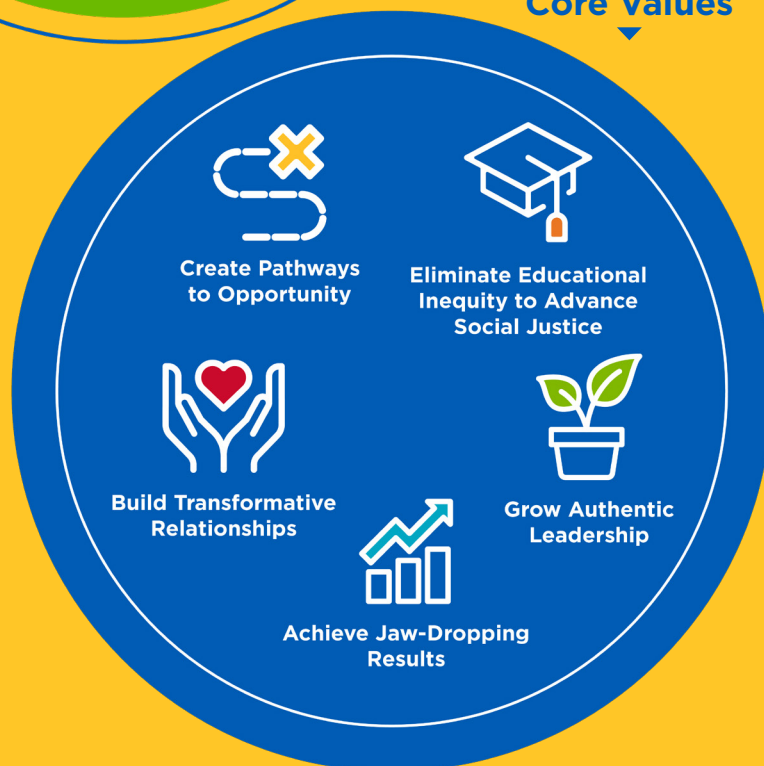 Core Values
Create Pathways
to Opportunity
Eliminate Educational
Inequity to Advance
Social Justice
Build Transformative
Relationships
Grow Authentic
Leadership
Achieve Jaw-Dropping
Results